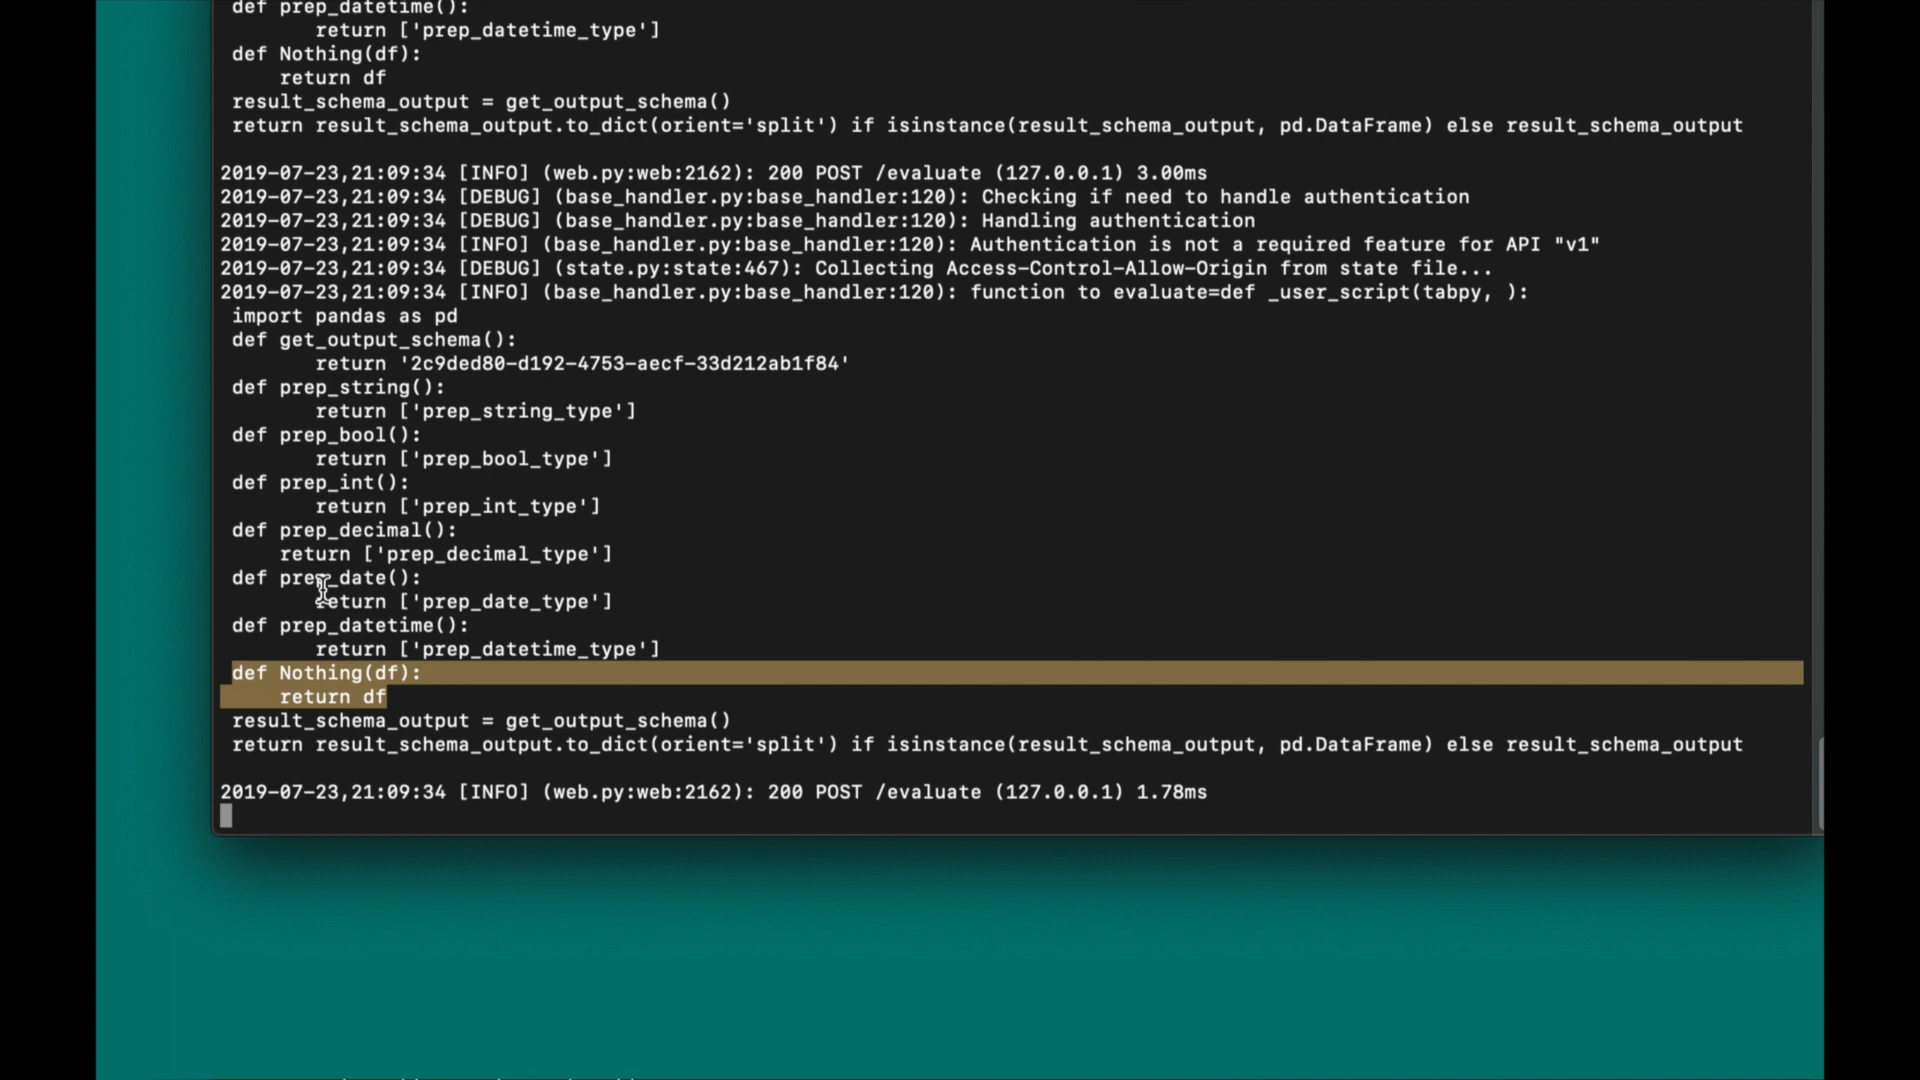 def prep_datetime():
return ['prep_datetime_type']
def Nothing(df):
return df
result_schema_output = get_output_schema()
return result_schema_output.to_dict(orient='split') if isinstance(result_schema_output, pd.DataFrame) else result_schema_output
2019-07-23,21:09:34 [INFO] (web.py:web:2162): 200 POST /evaluate (127.0.0.1) 3.00ms
2019-07-23,21:09:34 [DEBUG] (base_handler.py:base_handler:120): Checking if need to handle authentication
2019-07-23,21:09:34 [DEBUG] (base_handler.py:base_handler:120): Handling authentication
2019-07-23,21:09:34 [INFO] (base_handler.py:base_handler:120): Authentication is not a required feature for API "v1"
2019-07-23,21:09:34 [DEBUG] (state.py:state:467): Collecting Access-Control-Allow-Origin from state file...
2019-07-23,21:09:34 [INFO] (base_handler.py:base_handler:120): function to evaluate=def _user_script(tabpy, ):
import pandas as pd
def get_output_schema():
return '2c9ded80-d192-4753-aecf-33d212ab1f84'
def prep_string():
return ['prep_string_type']
def prep_bool():
return ['prep_bool_type']
def prep_int():
return ['prep_int_type']
def prep_decimal():
return ['prep_decimal_type']
def prep_date():
return ['prep_date_type']
def prep_datetime():
return ['prep_datetime_type']
def Nothing(df):
return df
result_schema_output = get_output_schema()
return result_schema_output.to_dict(orient='split') if isinstance(result_schema_output, pd.DataFrame) else result_schema_output
2019-07-23,21:09:34 [INFO] (web.py:web:2162): 200 POST /evaluate (127.0.0.1) 1.78ms